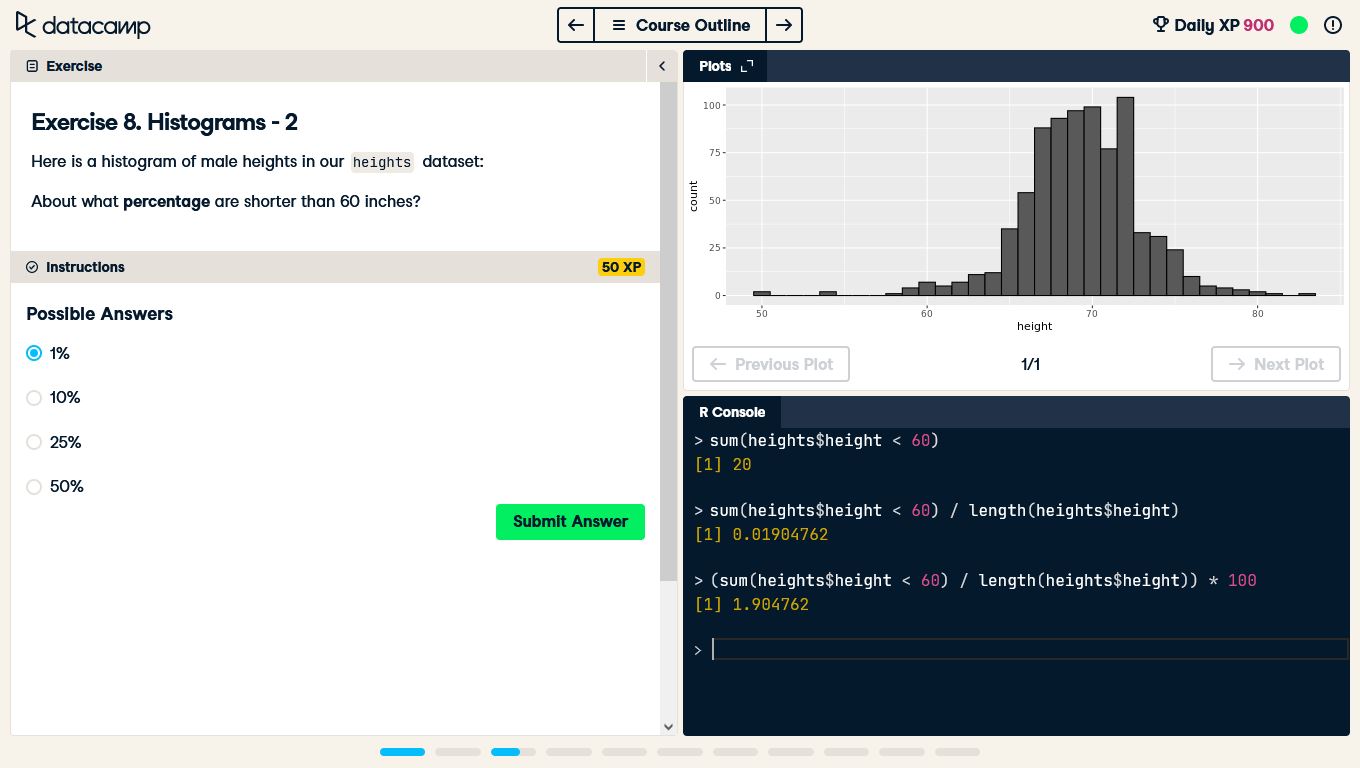 datacamp
Course Outline
Daily XP 900
Exercise
Exercise 8. Histograms - 2
Here is a histogram of male heights in our heights dataset:
About what percentage are shorter than 60 inches?
Instructions
50 XP
Possible Answers
1%
10%
25%
50%
Submit Answer
Plots
100
75
50
25
0
count
50 60 70 80
height
Previous Plot
1/1
Next Plot
R Console
> sum(heights$height < 60)
[1] 20
> sum(heights$height < 60) / length(heights$height)
[1] 0.01904762
> (sum(heights$height < 60) / length(heights$height)) * 100
[1] 1.904762
>